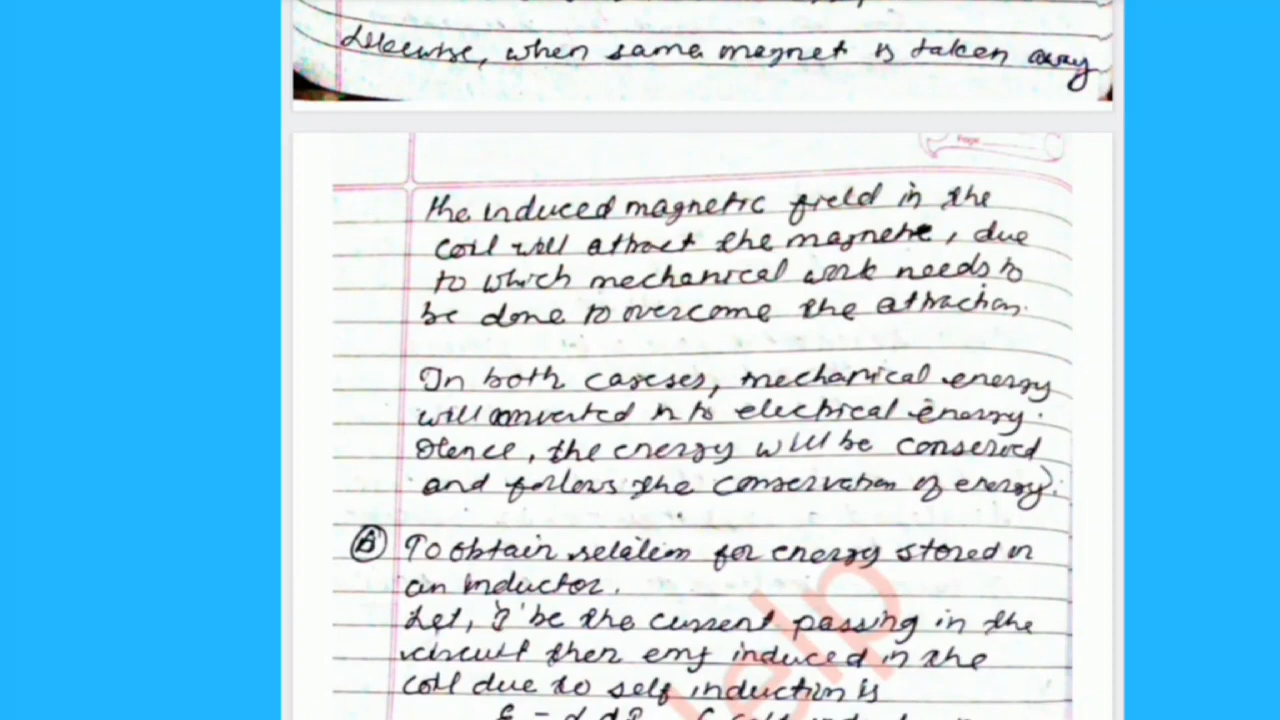 Likewise, when same magnet is taken away
Page
the induced magnetic field in the
coil will attract the magnetic, due
to which mechanical work needs to
be done to overcome the attraction.
In both caseses, mechanical energy
will converted in to electrical energy.
Hence, the energy will be conserved
and follows the conservation of energy.
B To obtain relation for energy stored in
an inductor.
Let, 'I' be the current passing in the
circuit then emf induced in the
coil due to self induction is
elp